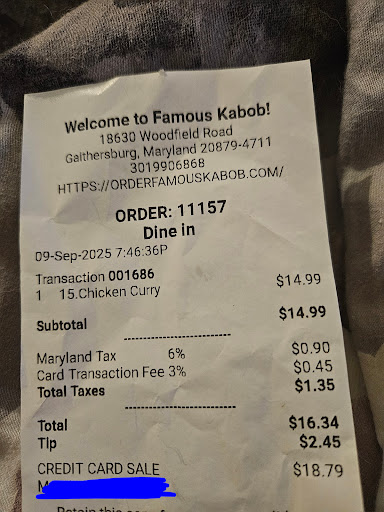 Welcome to Famous Kabob!
18630 Woodfield Road
Gaithersburg, Maryland 20879-4711
3019906868
HTTPS://ORDERFAMOUSKABOB.COM/
ORDER: 11157
Dine in
09-Sep-2025 7:46:36P
Transaction 001686
1 15.Chicken Curry $14.99
Subtotal $14.99
------------------------
Maryland Tax 6% $0.90
Card Transaction Fee 3% $0.45
Total Taxes $1.35
------------------------
Total $16.34
Tip $2.45
CREDIT CARD SALE $18.79
M
Retain this